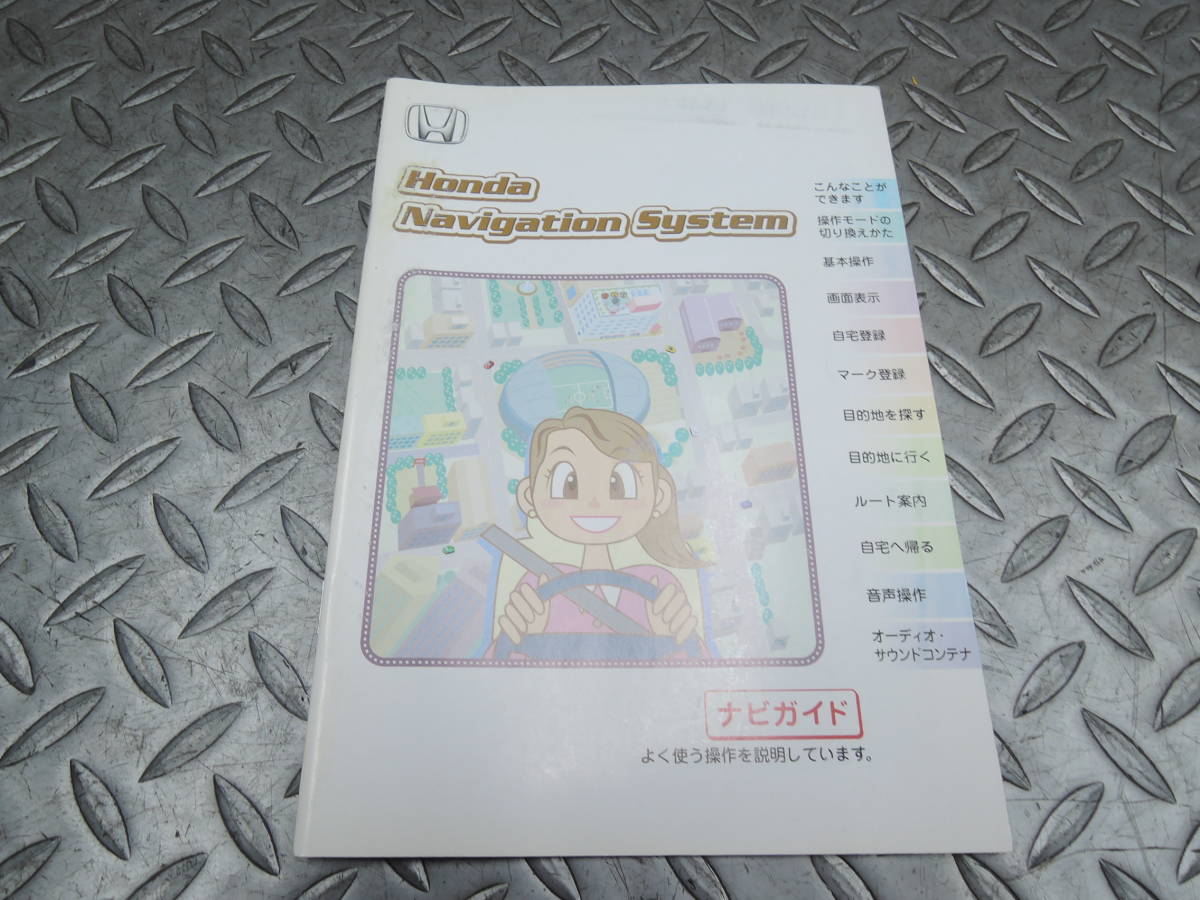 Honda
Navigation System
こんなことが
できます
操作モードの
切り換えかた
基本操作
画面表示
自宅登録
マーク登録
目的地を探す
目的地に行く
ルート案内
自宅へ帰る
音声操作
オーディオ・
サウンドコンテナ
ナビガイド
よく使う操作を説明しています。